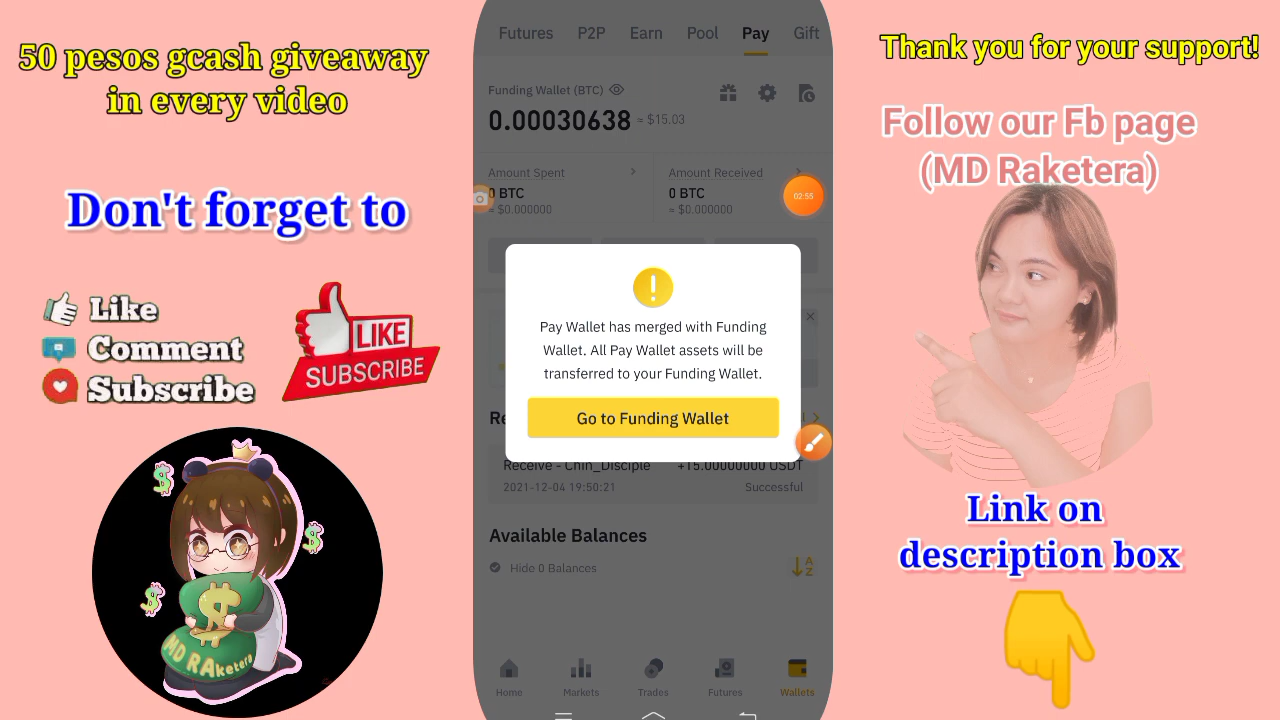 50 pesos gcash giveaway
in every video
Don't forget to
Like
Comment
Subscribe
LIKE
SUBSCRIBE
MD RAketera
Futures P2P Earn Pool Pay Gift
Funding Wallet (BTC)
0.00030638 ≈ $15.03
Amount Spent
0 BTC
≈ $0.000000
Amount Received
0 BTC
≈ $0.000000
02:55
Pay Wallet has merged with Funding
Wallet. All Pay Wallet assets will be
transferred to your Funding Wallet.
Go to Funding Wallet
Receive - Chin_Disciple +15.00000000 USDT
2021-12-04 19:50:21 Successful
Available Balances
Hide 0 Balances
A
Z
Home Markets Trades Futures Wallets
Thank you for your support!
Follow our Fb page
(MD Raketera)
Link on
description box